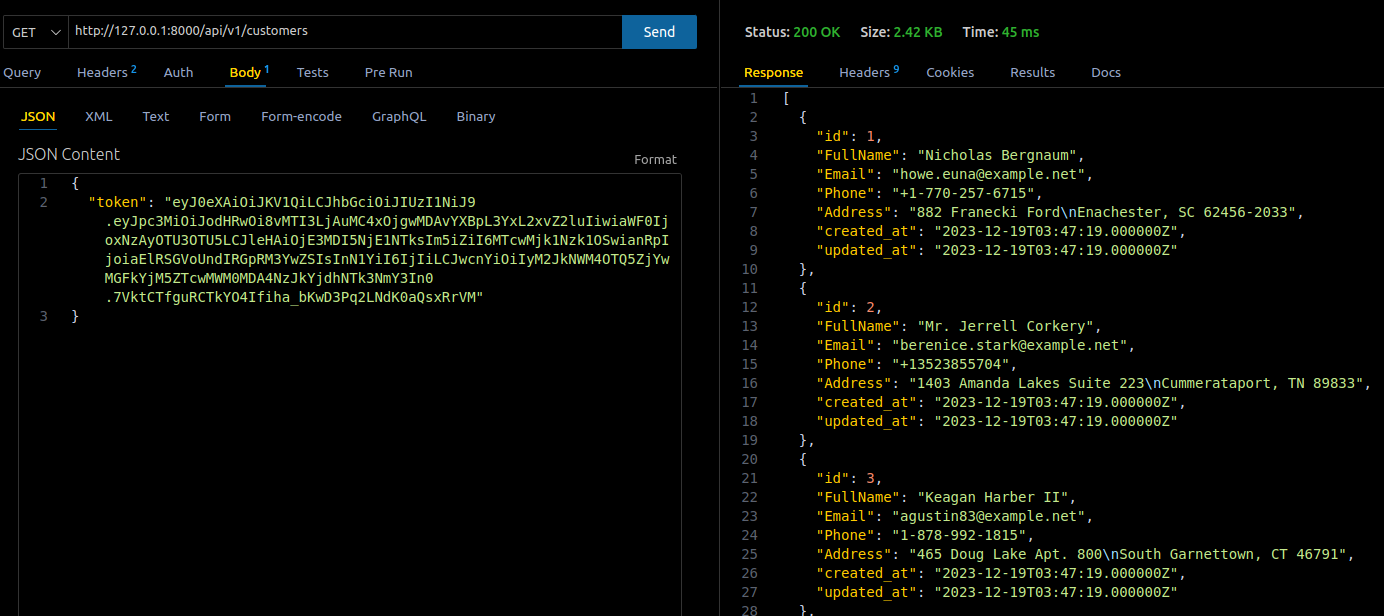 GET http://127.0.0.1:8000/api/v1/customers Send
Query Headers 2 Auth Body 1 Tests Pre Run
JSON XML Text Form Form-encode GraphQL Binary
JSON Content
Format
1 {
2 "token": "eyJ0eXAiOiJKV1QiLCJhbGciOiJIUzI1NiJ9
.eyJpc3MiOiJodHRwOi8vMTI3LjAuMC4xOjgwMDAvYXBpL3YxL2xvZ2luIiwiaWF0Ij
oxNzAyOTU3OTU5LCJleHAiOjE3MDI5NjE1NTksIm5iZiI6MTcwMjk1Nzk1OSwianRpI
joiaElRSGVoUndIRGpRM3YwZSIsInN1YiI6IjIiLCJwcnYiOiIyM2JkNWM4OTQ5ZjYw
MGFkYjM5ZTcwMWM0MDA4NzJkYjdhNTk3NmY3In0
.7VktCTfguRCTkYO4Ifiha_bKwD3Pq2LNdK0aQsxRrVM"
3 }
Status: 200 OK Size: 2.42 KB Time: 45 ms
Response Headers 9 Cookies Results Docs
1 [
2 {
3 "id": 1,
4 "FullName": "Nicholas Bergnaum",
5 "Email": "howe.euna@example.net",
6 "Phone": "+1-770-257-6715",
7 "Address": "882 Franecki Ford\nEnachester, SC 62456-2033",
8 "created_at": "2023-12-19T03:47:19.000000Z",
9 "updated_at": "2023-12-19T03:47:19.000000Z"
10 },
11 {
12 "id": 2,
13 "FullName": "Mr. Jerrell Corkery",
14 "Email": "berenice.stark@example.net",
15 "Phone": "+13523855704",
16 "Address": "1403 Amanda Lakes Suite 223\nCummerataport, TN 89833",
17 "created_at": "2023-12-19T03:47:19.000000Z",
18 "updated_at": "2023-12-19T03:47:19.000000Z"
19 },
20 {
21 "id": 3,
22 "FullName": "Keagan Harber II",
23 "Email": "agustin83@example.net",
24 "Phone": "1-878-992-1815",
25 "Address": "465 Doug Lake Apt. 800\nSouth Garnettown, CT 46791",
26 "created_at": "2023-12-19T03:47:19.000000Z",
27 "updated_at": "2023-12-19T03:47:19.000000Z"
28 },